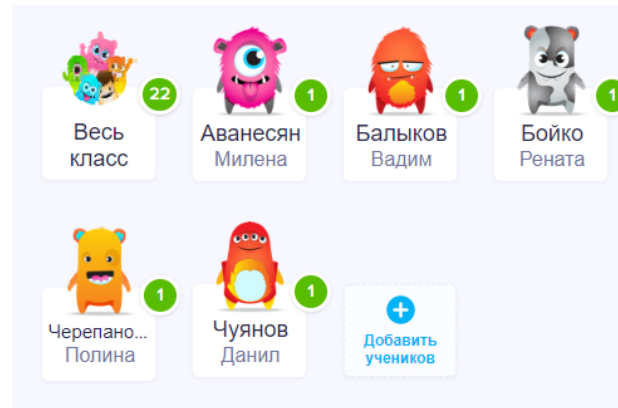 22
Весь
класс
1
Аванесян
Милена
1
Балыков
Вадим
1
Бойко
Рената
1
Черепано...
Полина
1
Чуянов
Данил
Добавить
учеников